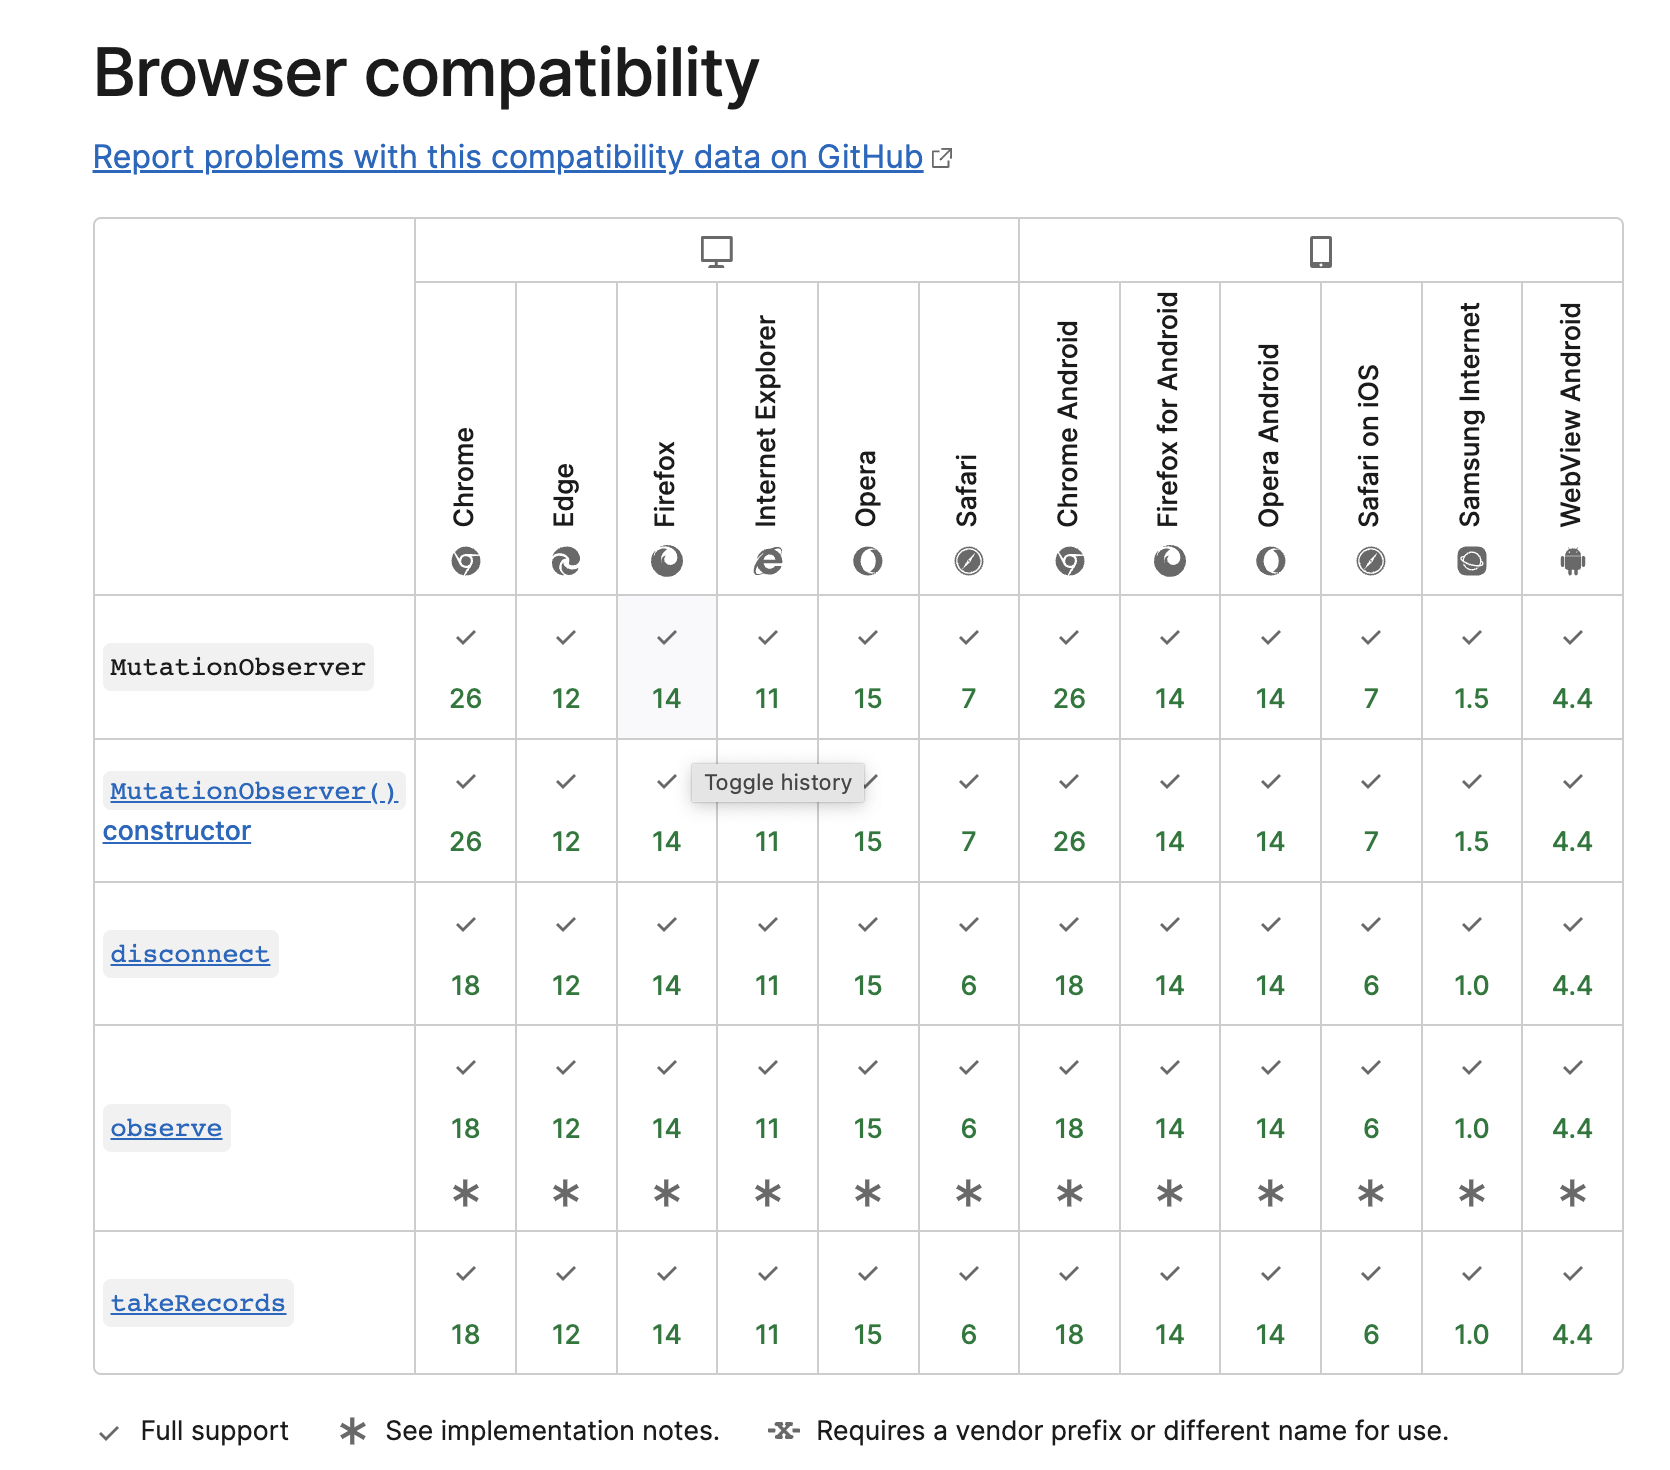 Browser compatibility
Report problems with this compatibility data on GitHub
Chrome
Edge
Firefox
Internet Explorer
Opera
Safari
Chrome Android
Firefox for Android
Opera Android
Safari on iOS
Samsung Internet
WebView Android
MutationObserver
26 12 14 11 15 7 26 14 14 7 1.5 4.4
MutationObserver()
constructor
Toggle history
26 12 14 11 15 7 26 14 14 7 1.5 4.4
disconnect
18 12 14 11 15 6 18 14 14 6 1.0 4.4
observe
18 12 14 11 15 6 18 14 14 6 1.0 4.4
* * * * * * * * * * * *
takeRecords
18 12 14 11 15 6 18 14 14 6 1.0 4.4
Full support * See implementation notes. -x- Requires a vendor prefix or different name for use.